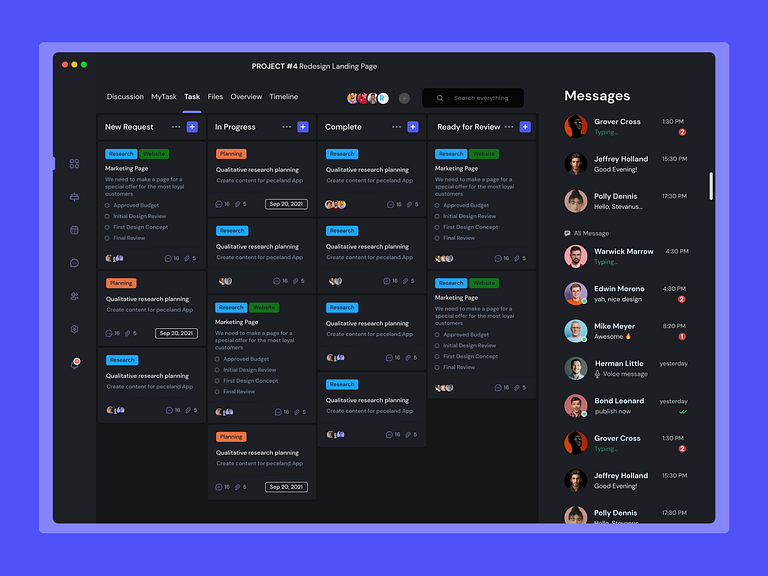 PROJECT #4 Redesign Landing Page
Discussion MyTask Task Files Overview Timeline
R
Search everything
New Request
Research Website
Marketing Page
We need to make a page for a
special offer for the most loyal
customers
Approved Budget
Initial Design Review
First Design Concept
Final Review
16 5
Planning
Qualitative research planning
Create content for peceland App
16 5 Sep 20, 2021
Research
Qualitative research planning
Create content for peceland App
16 5
In Progress
Planning
Qualitative research planning
Create content for peceland App
16 5 Sep 20, 2021
Research
Qualitative research planning
Create content for peceland App
16 5
Research Website
Marketing Page
We need to make a page for a
special offer for the most loyal
customers
Approved Budget
Initial Design Review
First Design Concept
Final Review
16 5
Planning
Qualitative research planning
Create content for peceland App
16 5 Sep 20, 2021
Complete
Research
Qualitative research planning
Create content for peceland App
16 5
Research
Qualitative research planning
Create content for peceland App
16 5
Research
Qualitative research planning
Create content for peceland App
16 5
Research
Qualitative research planning
Create content for peceland App
16 5
Ready for Review
Research Website
Marketing Page
We need to make a page for a
special offer for the most loyal
customers
Approved Budget
Initial Design Review
First Design Concept
Final Review
16 5
Research Website
Marketing Page
We need to make a page for a
special offer for the most loyal
customers
Approved Budget
Initial Design Review
First Design Concept
Final Review
16 5
Messages
Grover Cross 1:30 PM
Typing... 2
Jeffrey Holland 15:30 PM
Good Evening!
Polly Dennis 17:30 PM
Hello, Stevanus...
All Message
Warwick Marrow 4:30 PM
Typing...
Edwin Moreno 4:30 PM
yah, nice design 2
Mike Meyer 8:20 PM
Awesome 🔥 1
Herman Little yesterday
Voice message
Bond Leonard yesterday
publish now
Grover Cross 1:30 PM
Typing... 2
Jeffrey Holland 15:30 PM
Good Evening!
Polly Dennis 17:30 PM
Hello, Stevanus...